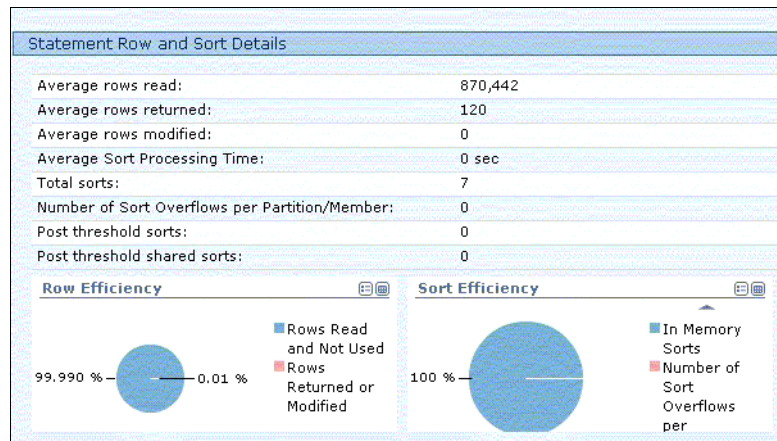 Statement Row and Sort Details
Average rows read: 870,442
Average rows returned: 120
Average rows modified: 0
Average Sort Processing Time: 0 sec
Total sorts: 7
Number of Sort Overflows per Partition/Member: 0
Post threshold sorts: 0
Post threshold shared sorts: 0
Row Efficiency
99.990 %
0.01 %
Rows Read
and Not Used
Rows
Returned or
Modified
Sort Efficiency
100 %
In Memory
Sorts
Number of
Sort
Overflows
per